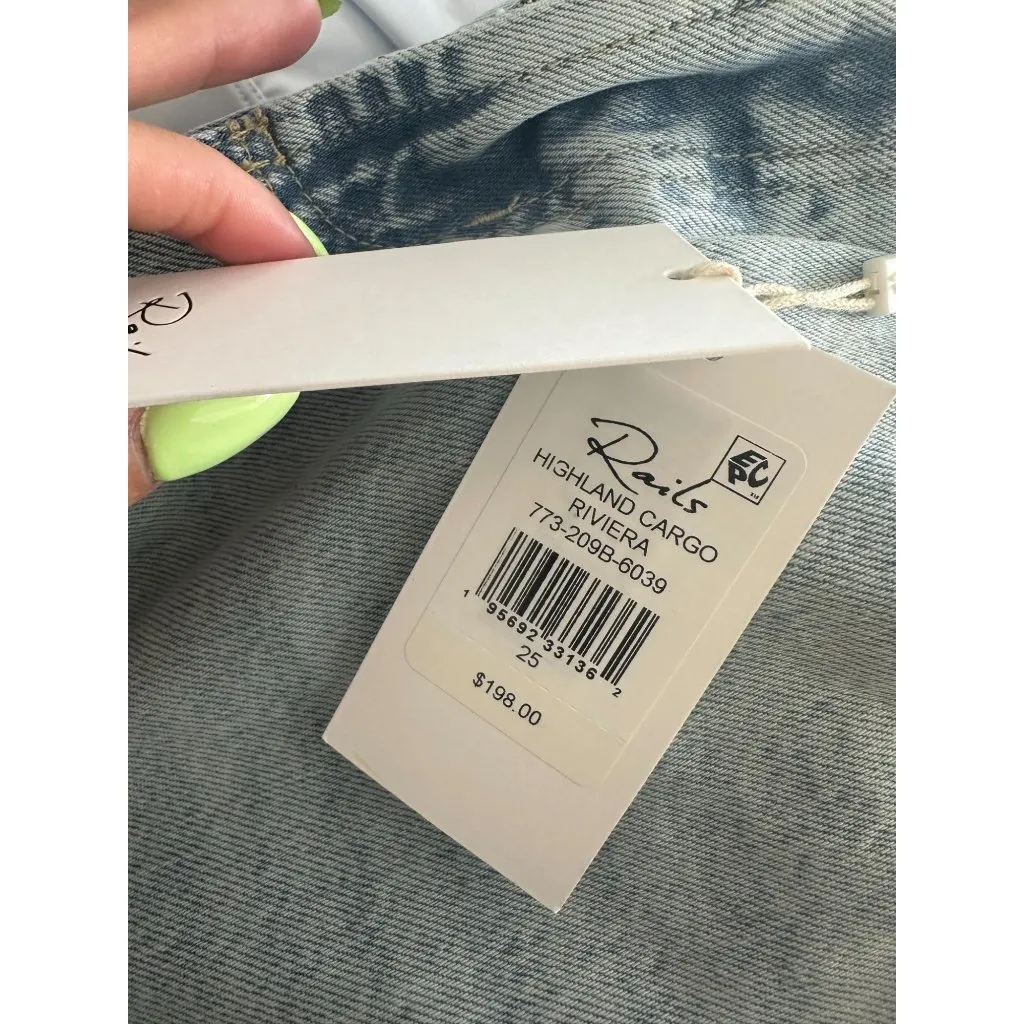 Rails
EPC
HIGHLAND CARGO
RIVIERA
773-209B-6039
1 95692 33136 2
25
$198.00